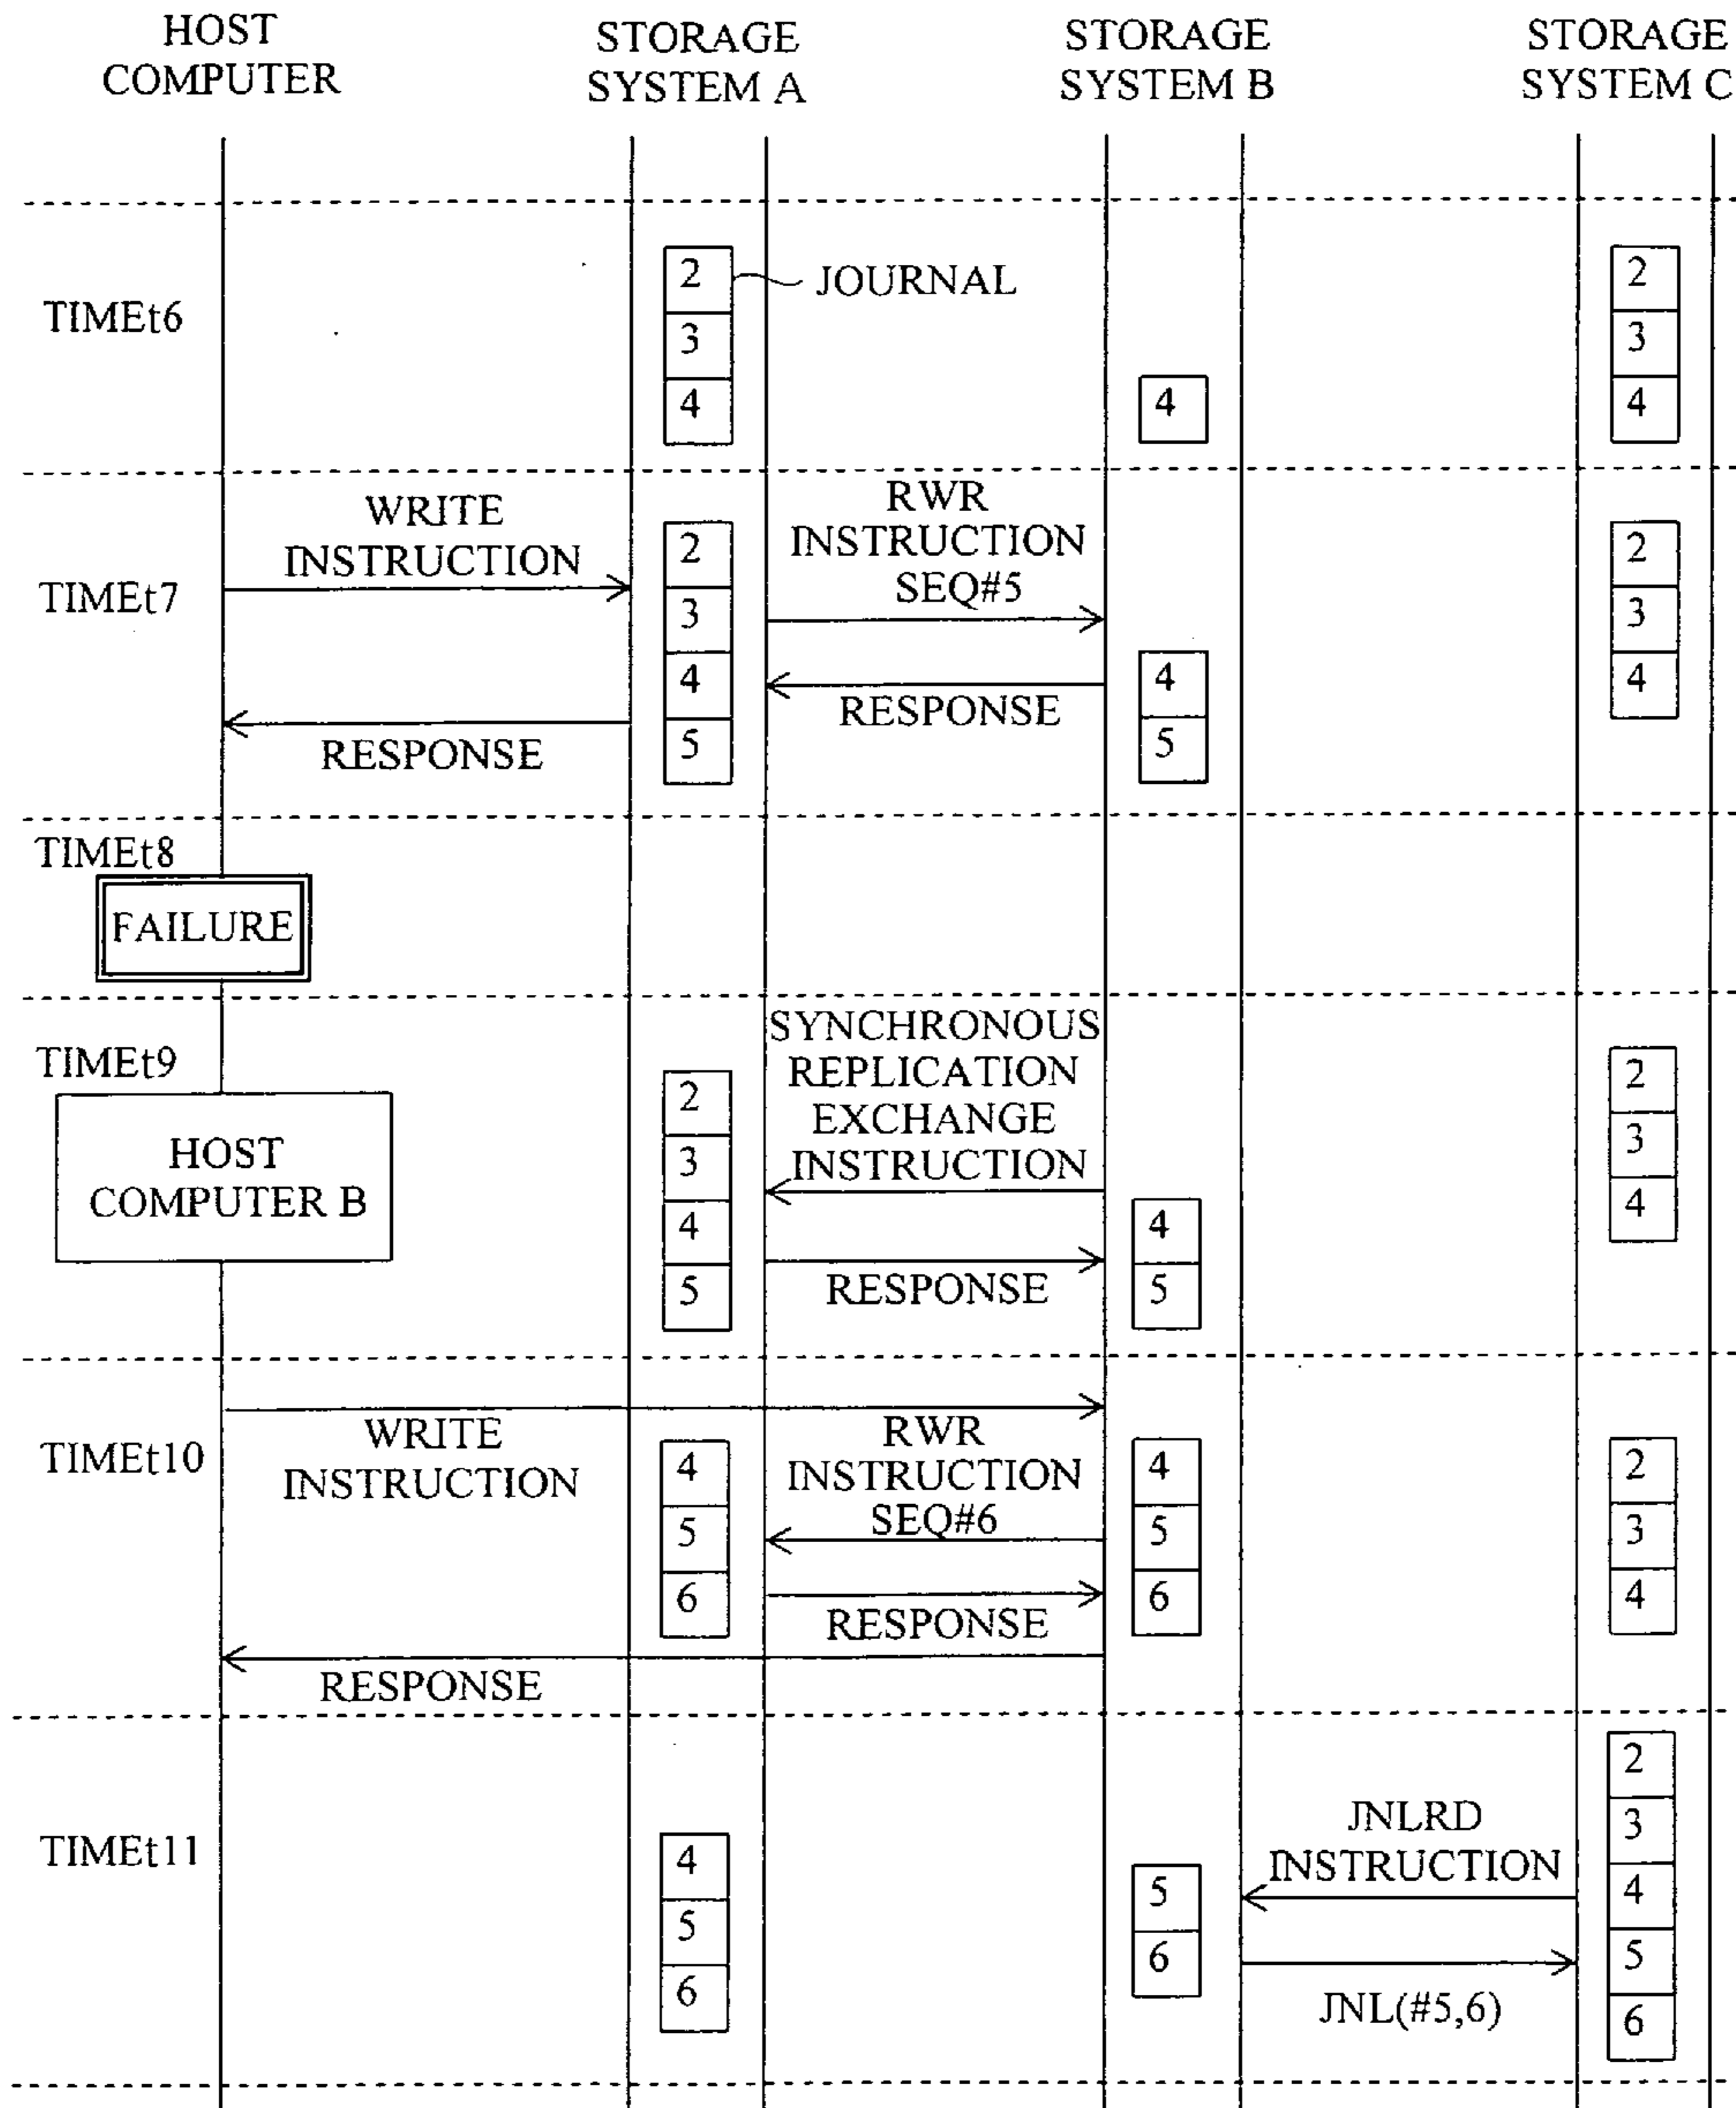 HOST
COMPUTER
STORAGE
SYSTEM A
STORAGE
SYSTEM B
STORAGE
SYSTEM C
TIMEt6
2
3
4
JOURNAL
4
2
3
4
TIMEt7
WRITE
INSTRUCTION
RESPONSE
2
3
4
5
RWR
INSTRUCTION
SEQ#5
RESPONSE
4
5
2
3
4
TIMEt8
FAILURE
TIMEt9
HOST
COMPUTER B
2
3
4
5
SYNCHRONOUS
REPLICATION
EXCHANGE
INSTRUCTION
RESPONSE
4
5
2
3
4
TIMEt10
WRITE
INSTRUCTION
RESPONSE
4
5
6
RWR
INSTRUCTION
SEQ#6
RESPONSE
4
5
6
2
3
4
TIMEt11
4
5
6
5
6
JNLRD
INSTRUCTION
JNL(#5,6)
2
3
4
5
6